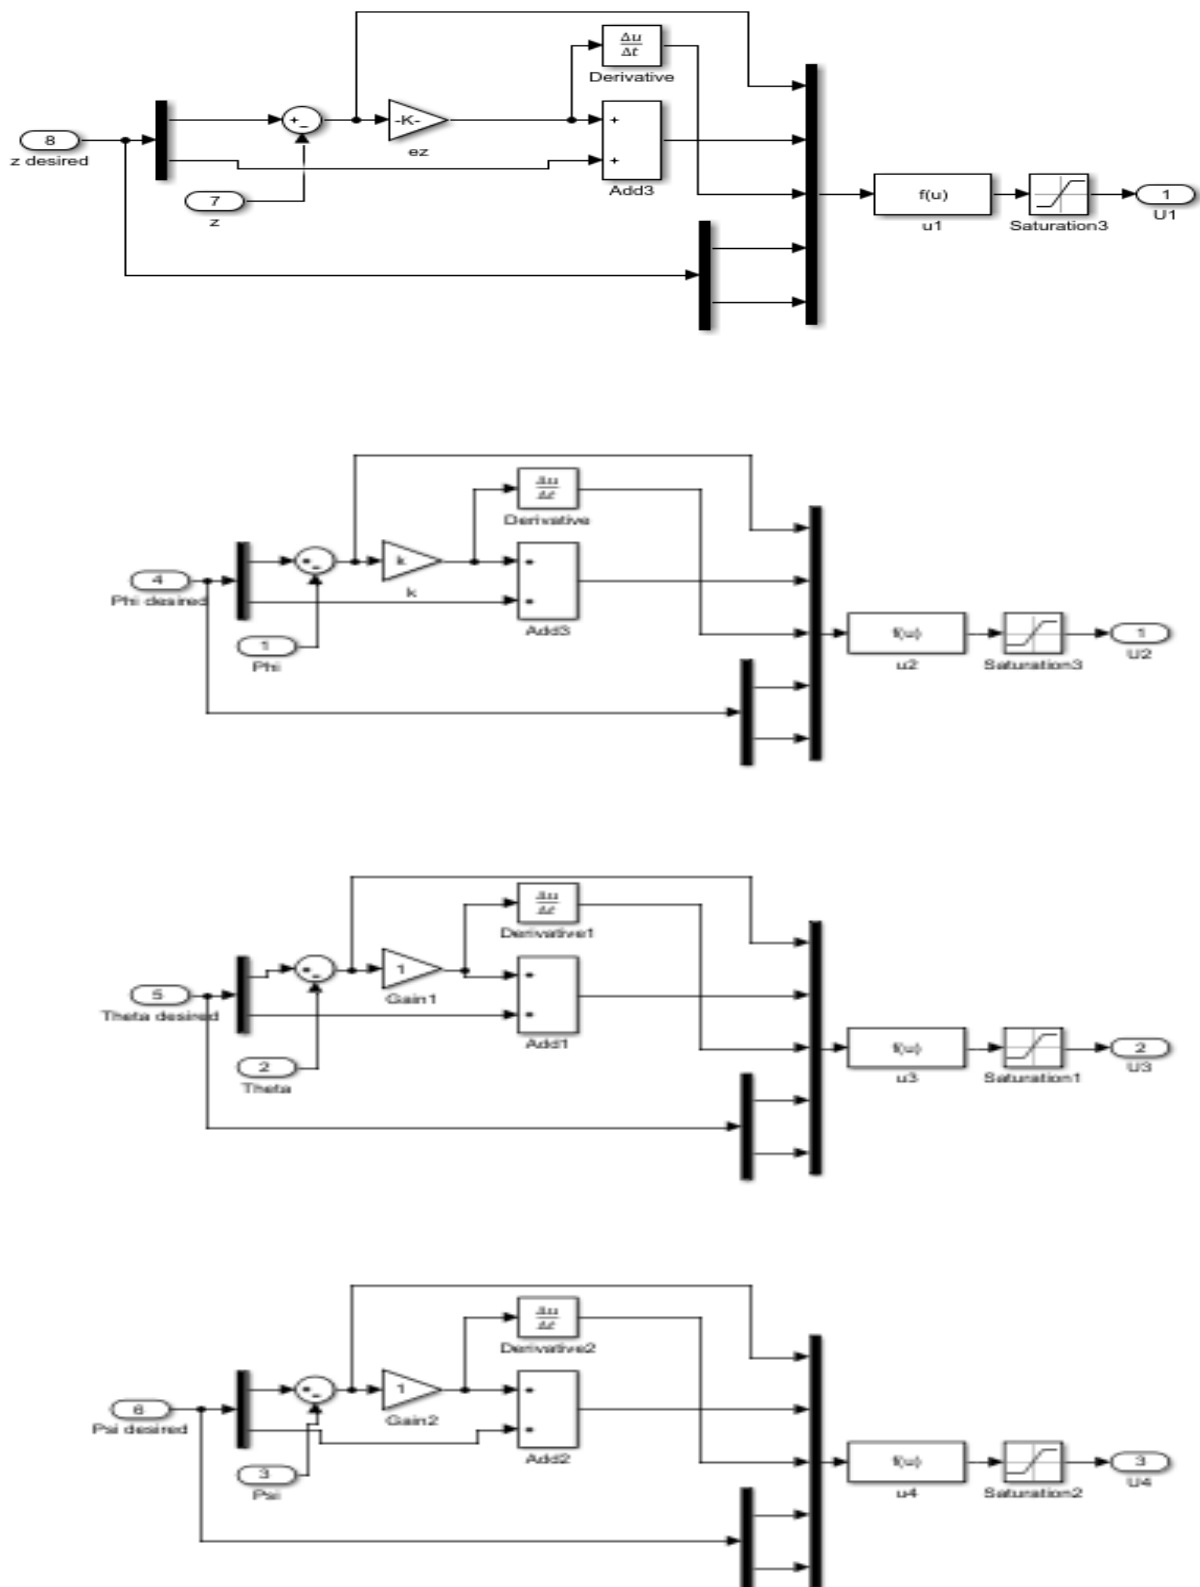 Δu
Δt
Derivative
8
z desired
+
−
-K-
ez
+
+
Add3
7
z
f(u)
u1
Saturation3
1
U1
Δu
Δt
Derivative
4
Phi desired
k
k
Add3
1
Phi
f(u)
u2
Saturation3
1
U2
Δu
Δt
Derivative1
5
Theta desired
1
Gain1
Add1
2
Theta
f(u)
u3
Saturation1
2
U3
Δu
Δt
Derivative2
6
Psi desired
1
Gain2
Add2
3
Psi
f(u)
u4
Saturation2
3
U4